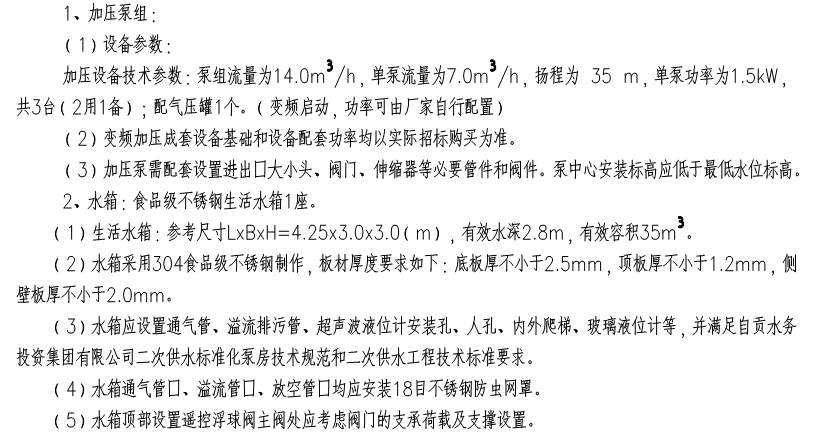 1、加压泵组：
（1）设备参数：
加压设备技术参数：泵组流量为14.0m³/h，单泵流量为7.0m³/h，扬程为 35 m，单泵功率为1.5kW，
共3台（2用1备）；配气压罐1个。（变频启动，功率可由厂家自行配置）
（2）变频加压成套设备基础和设备配套功率均以实际招标购买为准。
（3）加压泵需配套设置进出口大小头、阀门、伸缩器等必要管件和阀件。泵中心安装标高应低于最低水位标高。
2、水箱：食品级不锈钢生活水箱1座。
（1）生活水箱：参考尺寸LxBxH=4.25x3.0x3.0（m），有效水深2.8m，有效容积35m³。
（2）水箱采用304食品级不锈钢制作，板材厚度要求如下：底板厚不小于2.5mm，顶板厚不小于1.2mm，侧
壁板厚不小于2.0mm。
（3）水箱应设置通气管、溢流排污管、超声波液位计安装孔、人孔、内外爬梯、玻璃液位计等，并满足自贡水务
投资集团有限公司二次供水标准化泵房技术规范和二次供水工程技术标准要求。
（4）水箱通气管口、溢流管口、放空管口均应安装18目不锈钢防虫网罩。
（5）水箱顶部设置遥控浮球阀主阀处应考虑阀门的支承荷载及支撑设置。